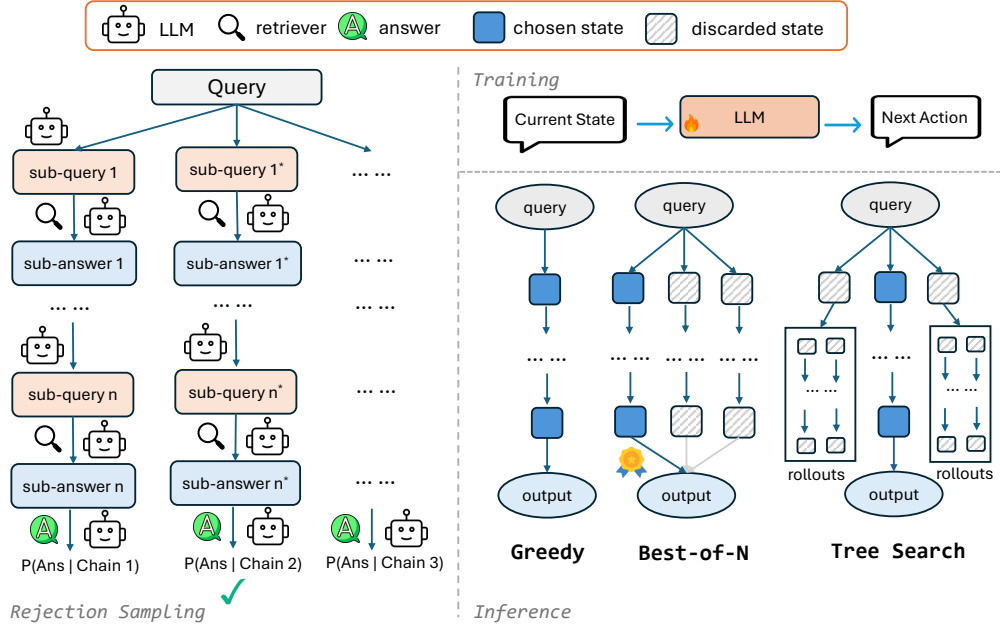 LLM
retriever
answer
chosen state
discarded state
Query
sub-query 1
sub-query 1*
... ...
sub-answer 1
sub-answer 1*
... ...
... ...
... ...
... ...
sub-query n
sub-query n*
... ...
sub-answer n
sub-answer n*
... ...
A
A
A
P(Ans | Chain 1)
P(Ans | Chain 2)
P(Ans | Chain 3)
Rejection Sampling
Training
Current State
LLM
Next Action
query
query
query
... ...
... ...
... ...
... ...
... ...
... ...
rollouts
rollouts
output
output
output
Greedy
Best-of-N
Tree Search
Inference